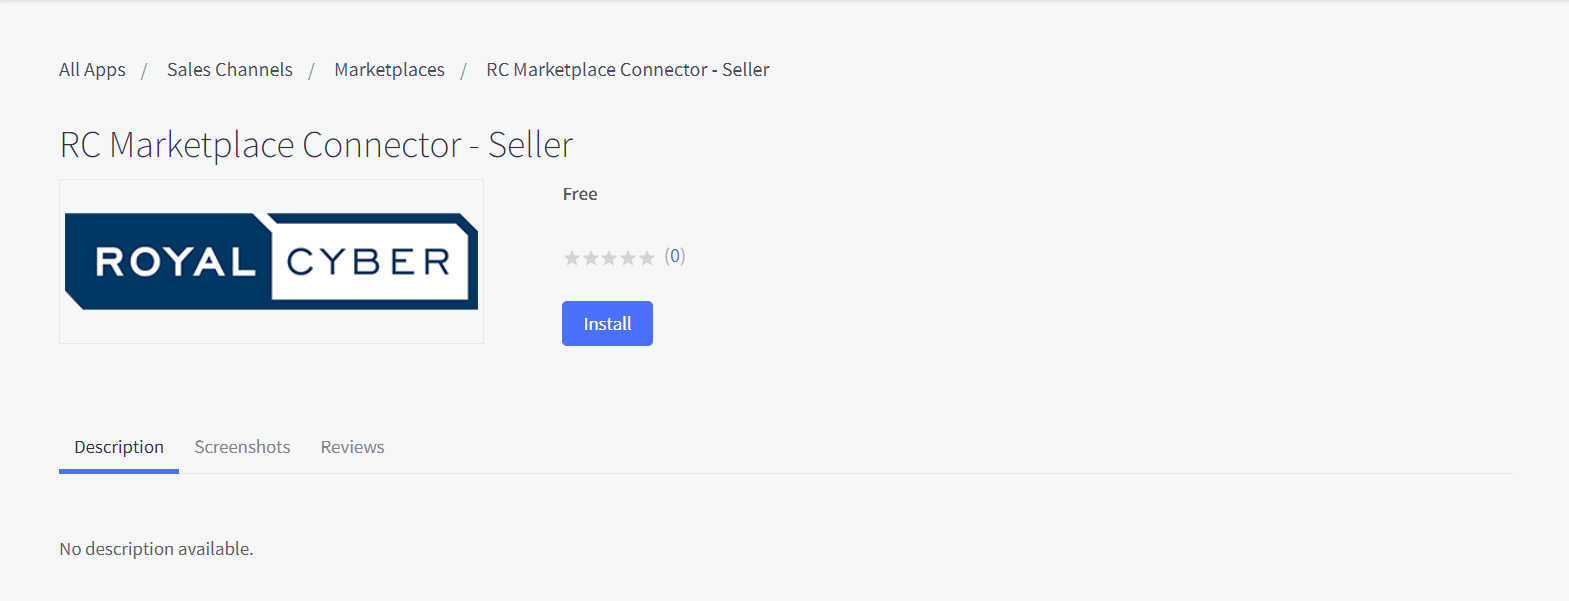 All Apps / Sales Channels / Marketplaces / RC Marketplace Connector - Seller
RC Marketplace Connector - Seller
ROYAL CYBER
Free
(0)
Install
Description Screenshots Reviews
No description available.